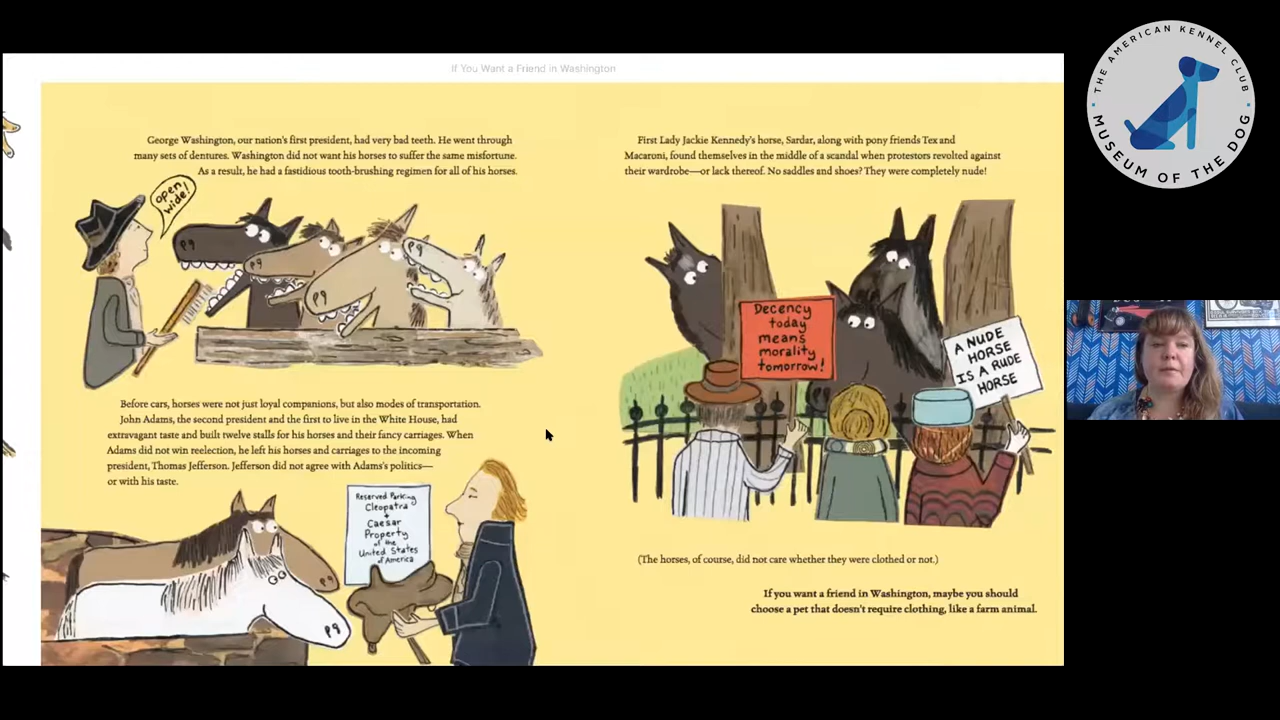 If You Want a Friend in Washington
George Washington, our nation's first president, had very bad teeth. He went through
many sets of dentures. Washington did not want his horses to suffer the same misfortune.
As a result, he had a fastidious tooth-brushing regimen for all of his horses.
open
wide!
Before cars, horses were not just loyal companions, but also modes of transportation.
John Adams, the second president and the first to live in the White House, had
extravagant taste and built twelve stalls for his horses and their fancy carriages. When
Adams did not win reelection, he left his horses and carriages to the incoming
president, Thomas Jefferson. Jefferson did not agree with Adams's politics—
or with his taste.
Reserved Parking
Cleopatra
+
Caesar
Property
of the
United States
of America
First Lady Jackie Kennedy's horse, Sardar, along with pony friends Tex and
Macaroni, found themselves in the middle of a scandal when protestors revolted against
their wardrobe—or lack thereof. No saddles and shoes? They were completely nude!
Decency
today
means
morality
tomorrow!
A NUDE
HORSE
IS A RUDE
HORSE
(The horses, of course, did not care whether they were clothed or not.)
If you want a friend in Washington, maybe you should
choose a pet that doesn't require clothing, like a farm animal.
THE AMERICAN KENNEL CLUB
MUSEUM OF THE DOG